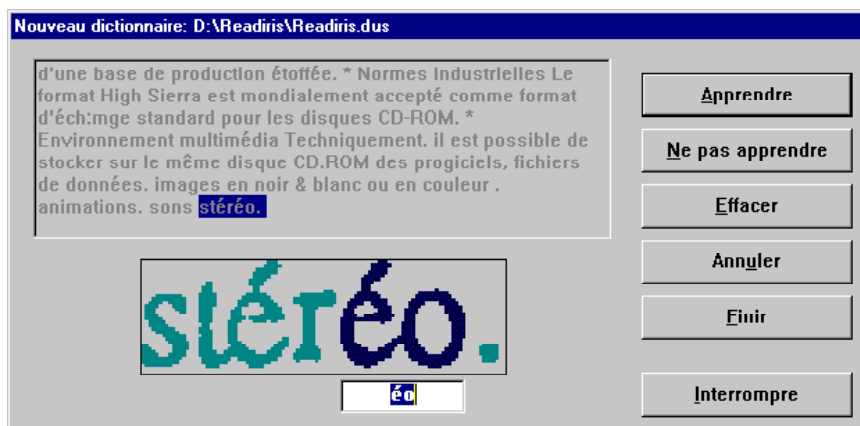 Nouveau dictionnaire: D:\Readiris\Readiris.dus
d'une base de production étoffée. * Normes Industrielles Le
format High Sierra est mondialement accepté comme format
d'éch:mge standard pour les disques CD-ROM. *
Environnement multimédia Techniquement. il est possible de
stocker sur le même disque CD.ROM des progiciels, fichiers
de données. images en noir & blanc ou en couleur .
animations. sons stéréo.
stéréo.
éo
Apprendre
Ne pas apprendre
Effacer
Annuler
Finir
Interrompre